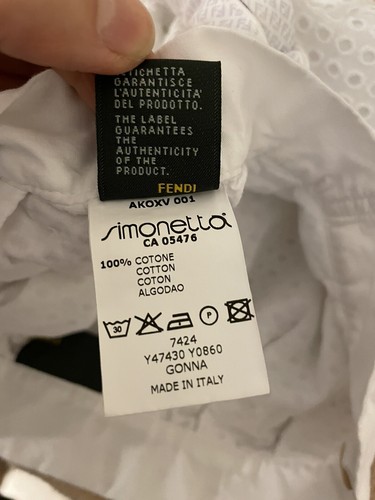 ETICHETTA
GARANTISCE
L'AUTENTICITA'
DEL PRODOTTO.
THE LABEL
GUARANTEES
THE
AUTHENTICITY
OF THE
PRODUCT.
FENDI
AKOXV 001
simonetta
CA 05476
100% COTONE
COTTON
COTON
ALGODAO
30 P
7424
Y47430 Y0860
GONNA
MADE IN ITALY